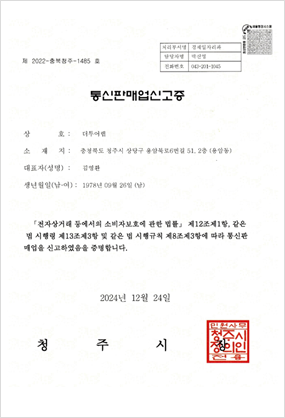 제 2022-충북청주-1485 호
처리부서명 경제일자리과
담당자명
전화번호 042-201-1045
통신판매업신고증
상 호 : 더투아렌
소 재 지 : 충청북도 청주시 상당구 용암북로6번길 51, 2층 (용암동)
대표자(성명) : 김영환
생년월일(남·여) : 1978년 09월 26일 (남)
「전자상거래 등에서의 소비자보호에 관한 법률」 제12조제1항, 같은
법 시행령 제13조제3항 및 같은 법 시행규칙 제8조제3항에 따라 통신판
매업을 신고하였음을 증명합니다.
2024년 12월 24일
청 주 시 장
민원사무
청주시
장의인
전용